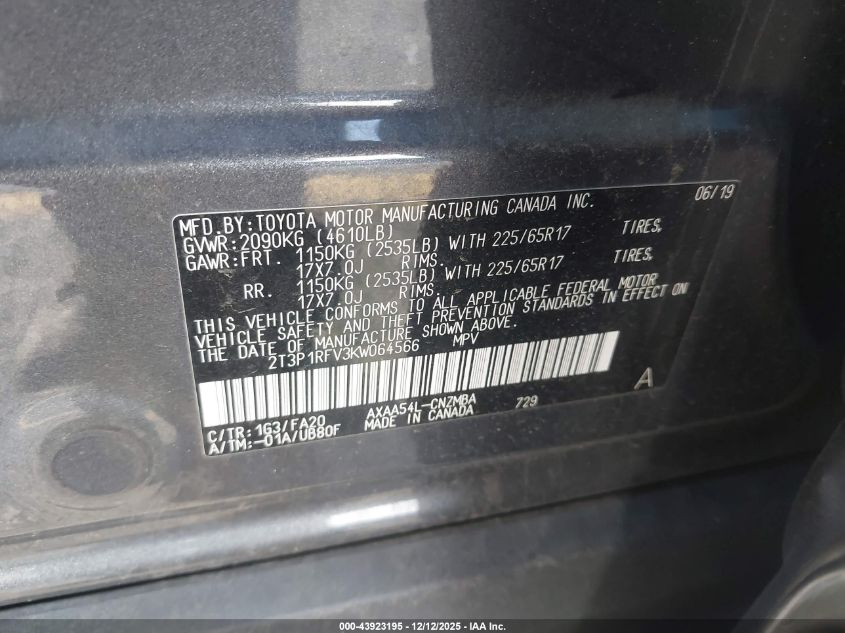 06/19
MFD.BY:TOYOTA MOTOR MANUFACTURING CANADA INC.
GVWR:2090KG (4610LB)
GAWR:FRT. 1150KG (2535LB) WITH 225/65R17 TIRES,
17X7.0J RIMS.
RR. 1150KG (2535LB) WITH 225/65R17 TIRES,
17X7.0J RIMS.
THIS VEHICLE CONFORMS TO ALL APPLICABLE FEDERAL MOTOR
VEHICLE SAFETY AND THEFT PREVENTION STANDARDS IN EFFECT ON
THE DATE OF MANUFACTURE SHOWN ABOVE.
2T3P1RFV3KW064566 MPV
A
C/TR:1G3/FA20 AXAA54L-CNZMBA 729
A/TM:-01A/UB80F MADE IN CANADA
000-43923195 - 12/12/2025 - IAA Inc.